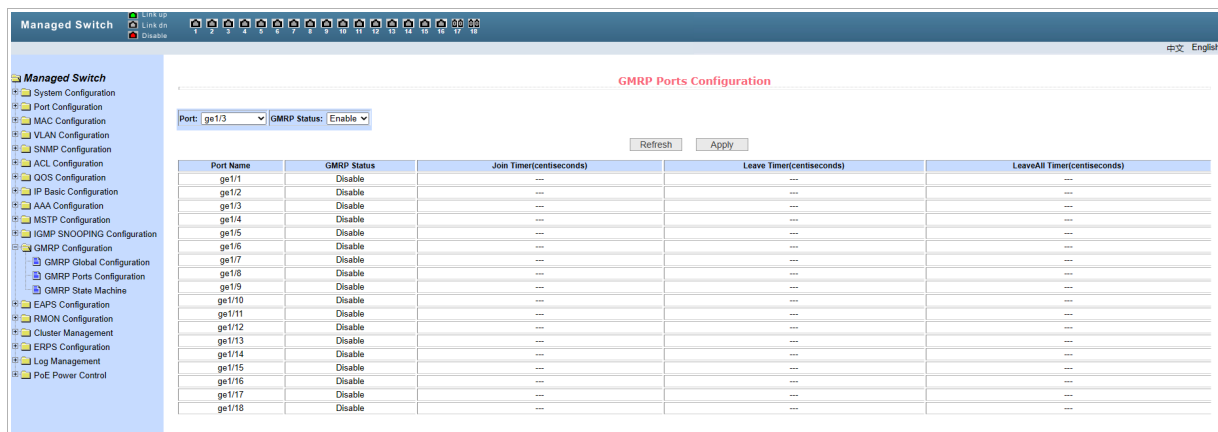 Managed Switch
Link up
Link dn
Disable
1 2 3 4 5 6 7 8 9 10 11 12 13 14 15 16 17 18
中文 English
Managed Switch
System Configuration
Port Configuration
MAC Configuration
VLAN Configuration
SNMP Configuration
ACL Configuration
QOS Configuration
IP Basic Configuration
AAA Configuration
MSTP Configuration
IGMP SNOOPING Configuration
GMRP Configuration
GMRP Global Configuration
GMRP Ports Configuration
GMRP State Machine
EAPS Configuration
RMON Configuration
Cluster Management
ERPS Configuration
Log Management
PoE Power Control
GMRP Ports Configuration
Port: ge1/3 GMRP Status: Enable
Refresh Apply
Port Name GMRP Status Join Timer(centiseconds) Leave Timer(centiseconds) LeaveAll Timer(centiseconds)
ge1/1 Disable --- --- ---
ge1/2 Disable --- --- ---
ge1/3 Disable --- --- ---
ge1/4 Disable --- --- ---
ge1/5 Disable --- --- ---
ge1/6 Disable --- --- ---
ge1/7 Disable --- --- ---
ge1/8 Disable --- --- ---
ge1/9 Disable --- --- ---
ge1/10 Disable --- --- ---
ge1/11 Disable --- --- ---
ge1/12 Disable --- --- ---
ge1/13 Disable --- --- ---
ge1/14 Disable --- --- ---
ge1/15 Disable --- --- ---
ge1/16 Disable --- --- ---
ge1/17 Disable --- --- ---
ge1/18 Disable --- --- ---